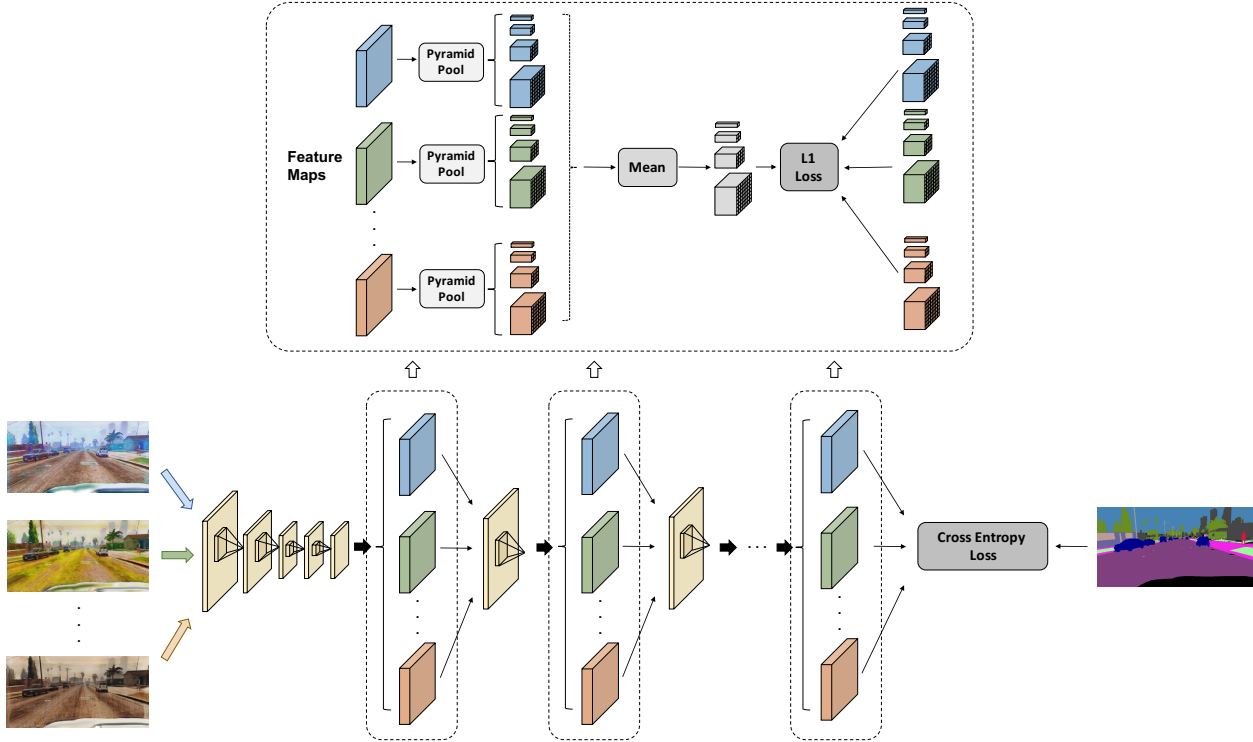 Pyramid
Pool
Feature
Maps
Pyramid
Pool
Mean
L1
Loss
Pyramid
Pool
Cross Entropy
Loss